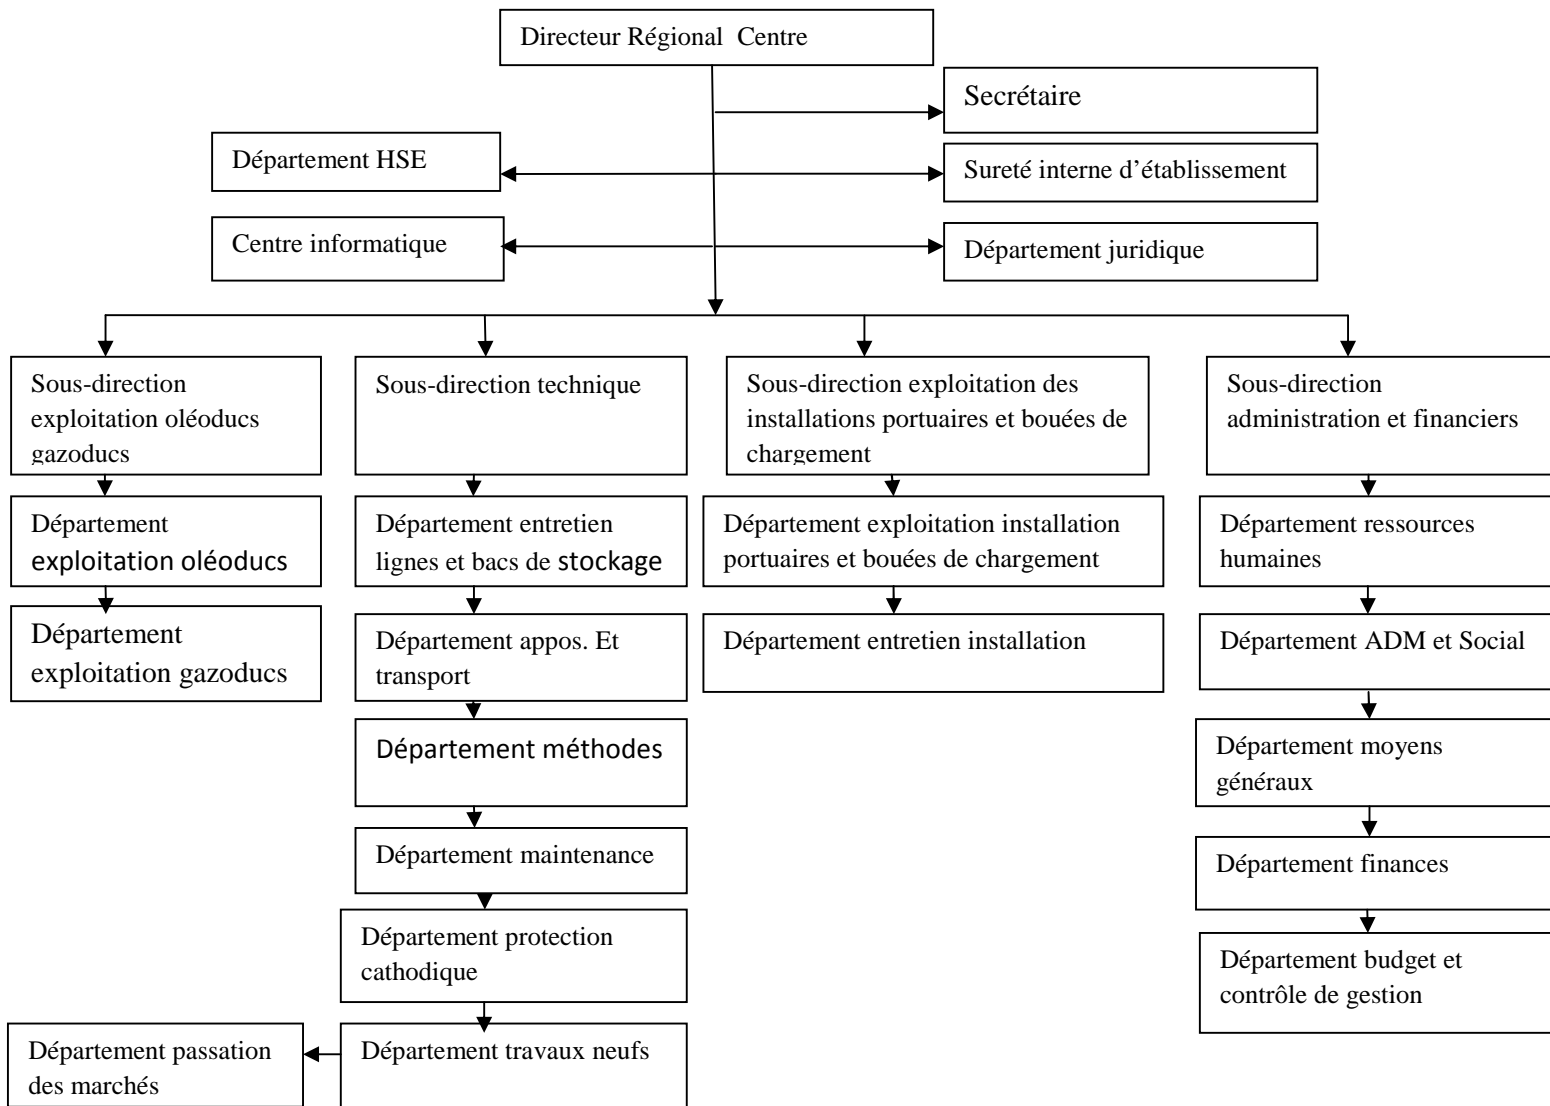 Directeur Régional  Centre
Secrétaire
Département HSE
Sureté interne d’établissement
Centre informatique
Département juridique
Sous-direction
exploitation oléoducs
gazoducs
Sous-direction technique
Sous-direction exploitation des
installations portuaires et bouées de
chargement
Sous-direction
administration et financiers
Département
exploitation oléoducs
Département entretien
lignes et bacs de stockage
Département exploitation installation
portuaires et bouées de chargement
Département ressources
humaines
Département
exploitation gazoducs
Département appos. Et
transport
Département entretien installation
Département ADM et Social
Département méthodes
Département moyens
généraux
Département maintenance
Département finances
Département protection
cathodique
Département budget et
contrôle de gestion
Département passation
des marchés
Département travaux neufs